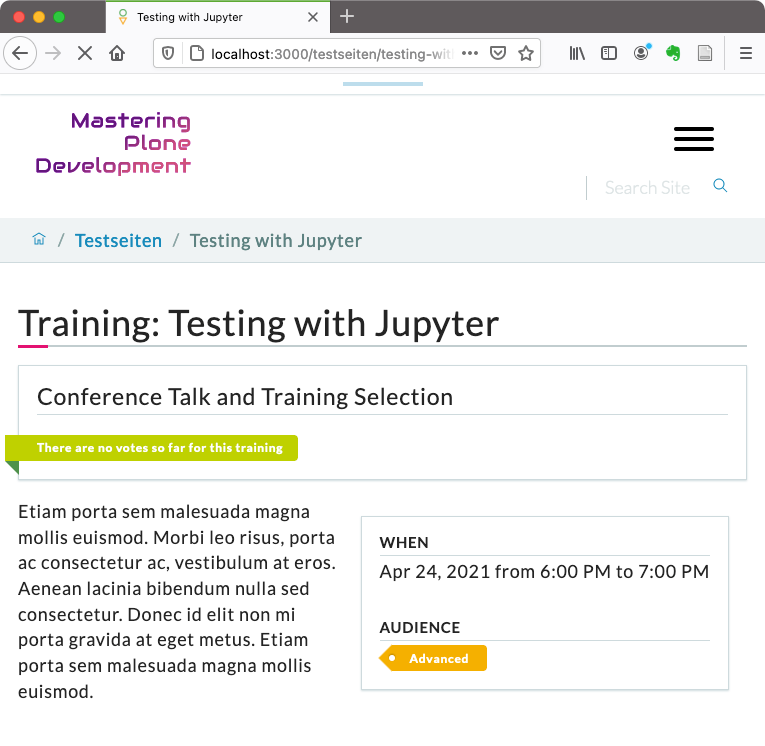 Testing with Jupyter
localhost:3000/testseiten/testing-wit
Mastering
Plone
Development
Search Site
/ Testseiten / Testing with Jupyter
Training: Testing with Jupyter
Conference Talk and Training Selection
There are no votes so far for this training
Etiam porta sem malesuada magna
mollis euismod. Morbi leo risus, porta
ac consectetur ac, vestibulum at eros.
Aenean lacinia bibendum nulla sed
consectetur. Donec id elit non mi
porta gravida at eget metus. Etiam
porta sem malesuada magna mollis
euismod.
WHEN
Apr 24, 2021 from 6:00 PM to 7:00 PM
AUDIENCE
Advanced